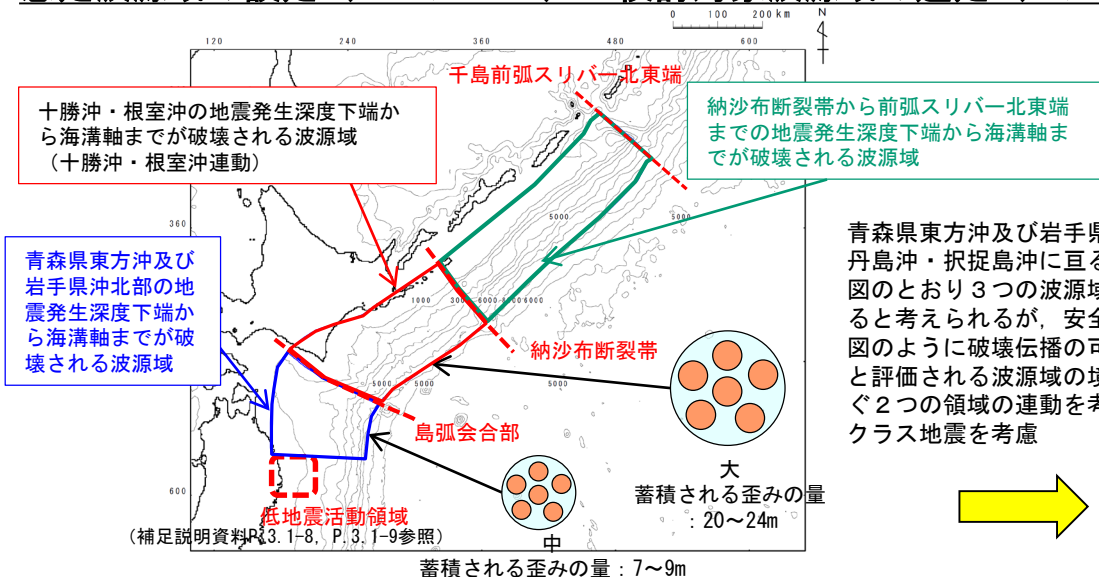 0 100 200 km
N
120 240 360 480 600
千島前弧スリバー北東端
十勝沖・根室沖の地震発生深度下端か
ら海溝軸までが破壊される波源域
（十勝沖・根室沖連動）
納沙布断裂帯から前弧スリバー北東端
までの地震発生深度下端から海溝軸ま
でが破壊される波源域
360
5000
5000
青森県東方沖及び
岩手県沖北部の地
震発生深度下端か
ら海溝軸までが破
壊される波源域
青森県東方沖及び岩手県
丹島沖・択捉島沖に亘る
図のとおり３つの波源域
ると考えられるが，安全
図のように破壊伝播の可
と評価される波源域の境
ぐ２つの領域の連動を考
クラス地震を考慮
1000
納沙布断裂帯
5000
5000
5000
島弧会合部
600
大
蓄積される歪みの量
：20～24m
低地震活動領域
（補足説明資料P.3.1-8, P.3.1-9参照）
中
蓄積される歪みの量：7～9m